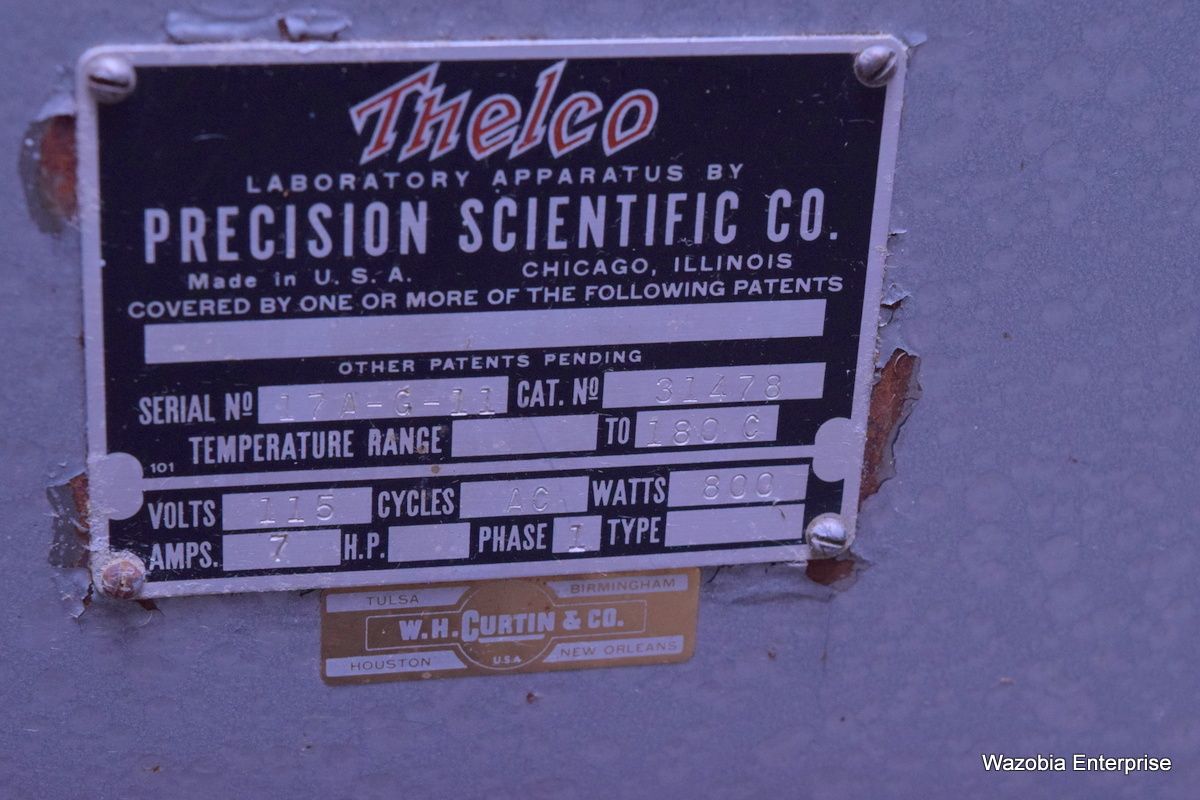 Thelco
LABORATORY APPARATUS BY
PRECISION SCIENTIFIC CO.
Made in U. S. A. CHICAGO, ILLINOIS
COVERED BY ONE OR MORE OF THE FOLLOWING PATENTS
OTHER PATENTS PENDING
SERIAL Nº 17A-G-11 CAT. Nº 31478
101 TEMPERATURE RANGE TO 180 C
VOLTS 115 CYCLES AC WATTS 800
AMPS. 7 H.P. PHASE 1 TYPE
TULSA BIRMINGHAM
W.H. CURTIN & CO.
HOUSTON U.S.A. NEW ORLEANS
Wazobia Enterprise